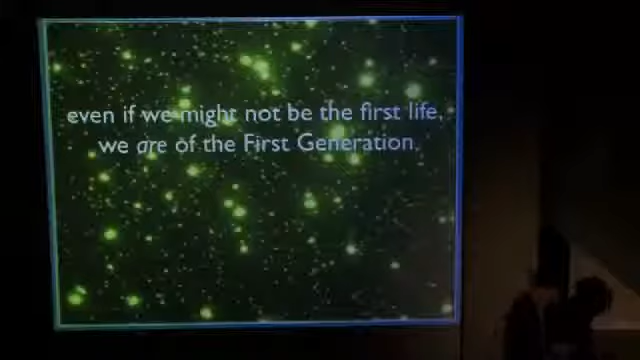 even if we might not be the first life,
we are of the First Generation.